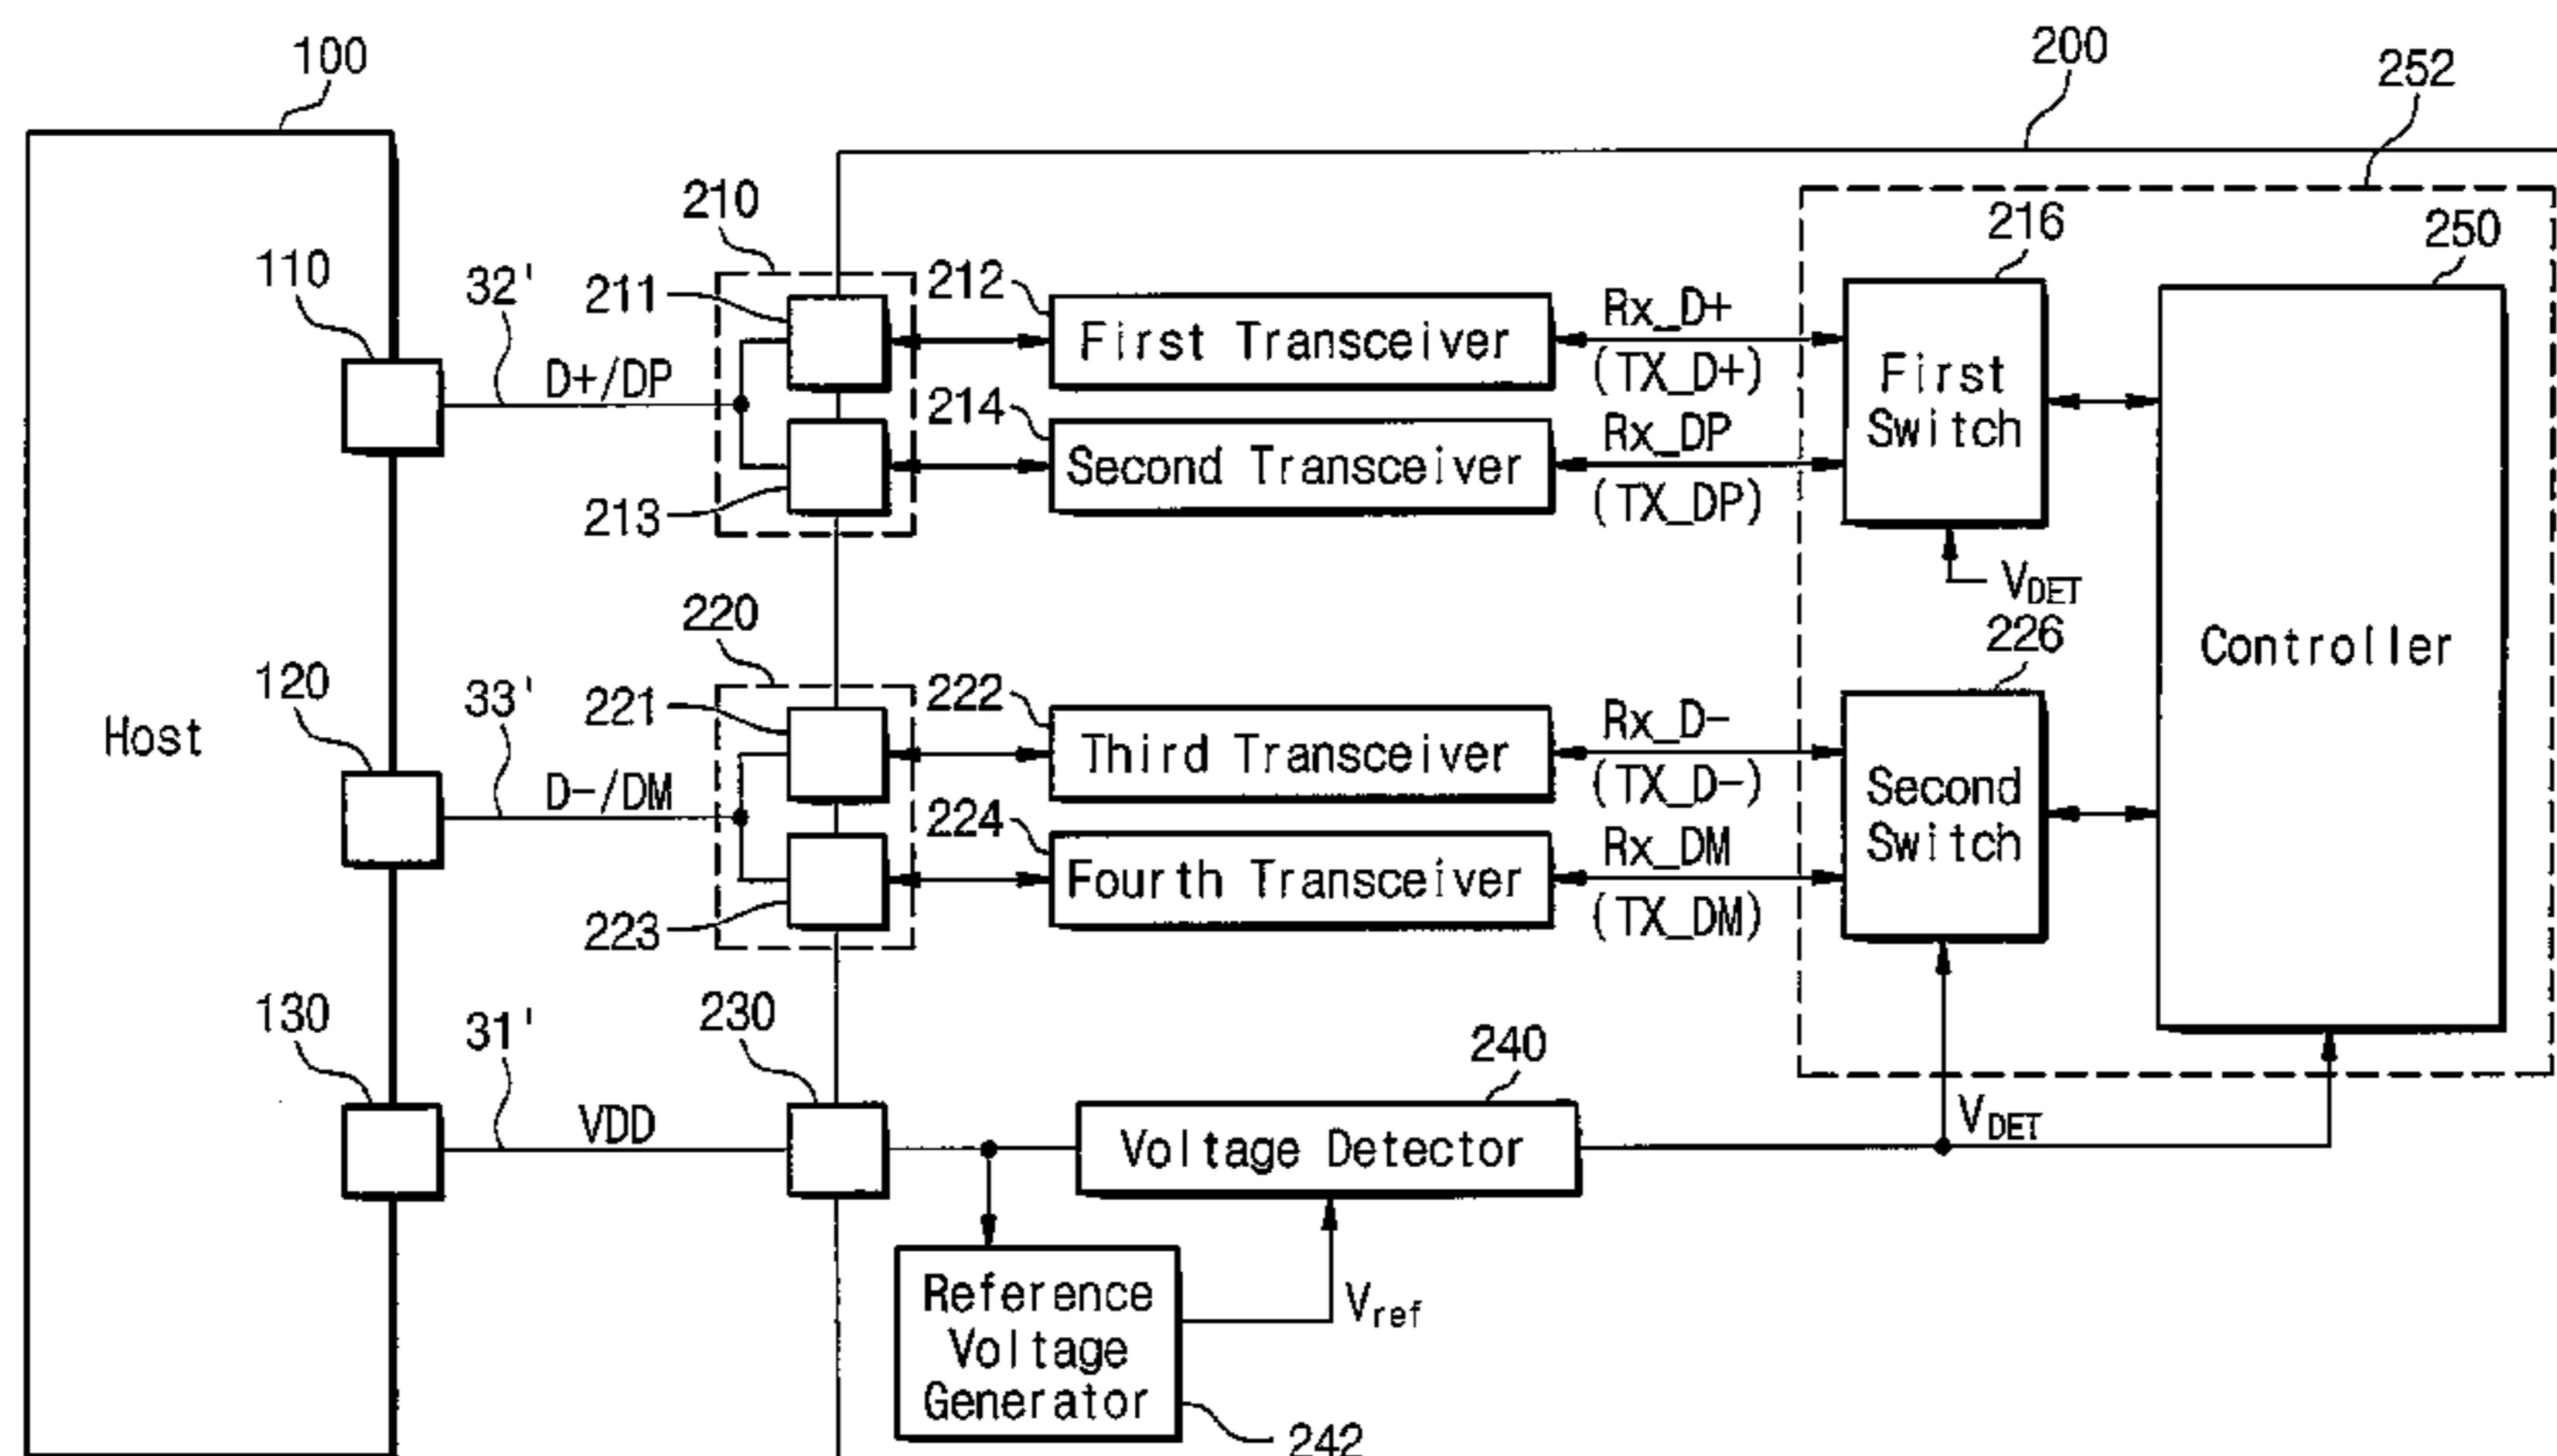 100
200
252
210
216
250
110
32'
211
212
First Transceiver
Rx_D+
(TX_D+)
D+/DP
First
Switch
214
Second Transceiver
Rx_DP
(TX_DP)
213
VDET
220
226
Controller
120
33'
221
222
Third Transceiver
Rx_D-
(TX_D-)
Host
D-/DM
Second
Switch
224
Fourth Transceiver
Rx_DM
(TX_DM)
223
130
31'
230
240
VDD
Voltage Detector
VDET
Reference
Voltage
Generator
Vref
242